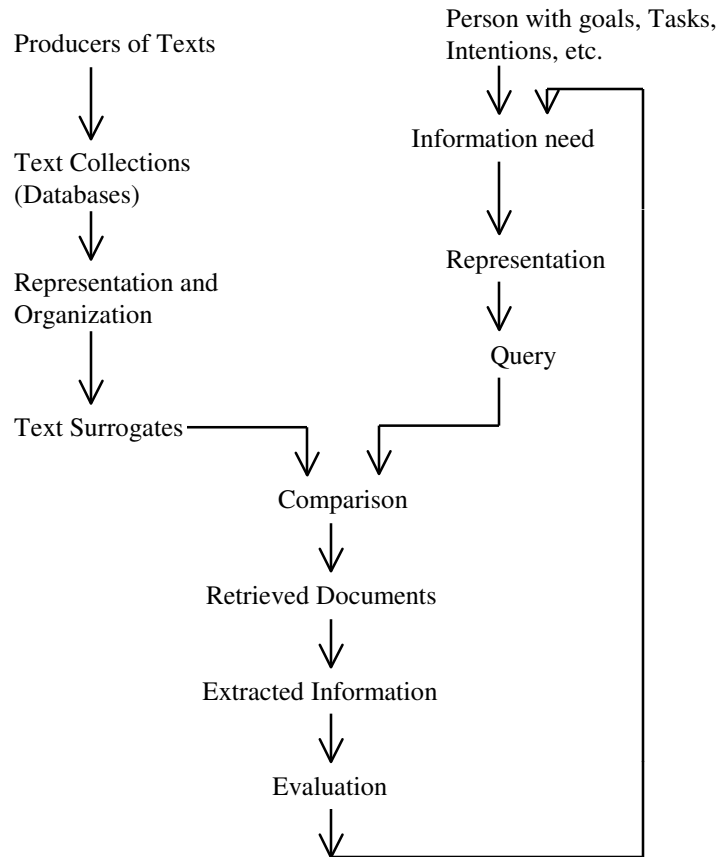 Producers of Texts
Person with goals, Tasks,
Intentions, etc.
Text Collections
(Databases)
Information need
Representation and
Organization
Representation
Query
Text Surrogates
Comparison
Retrieved Documents
Extracted Information
Evaluation